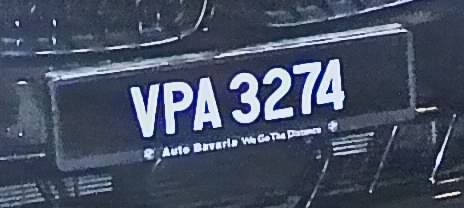 VPA 3274
Auto Bavaria We Go The Distance